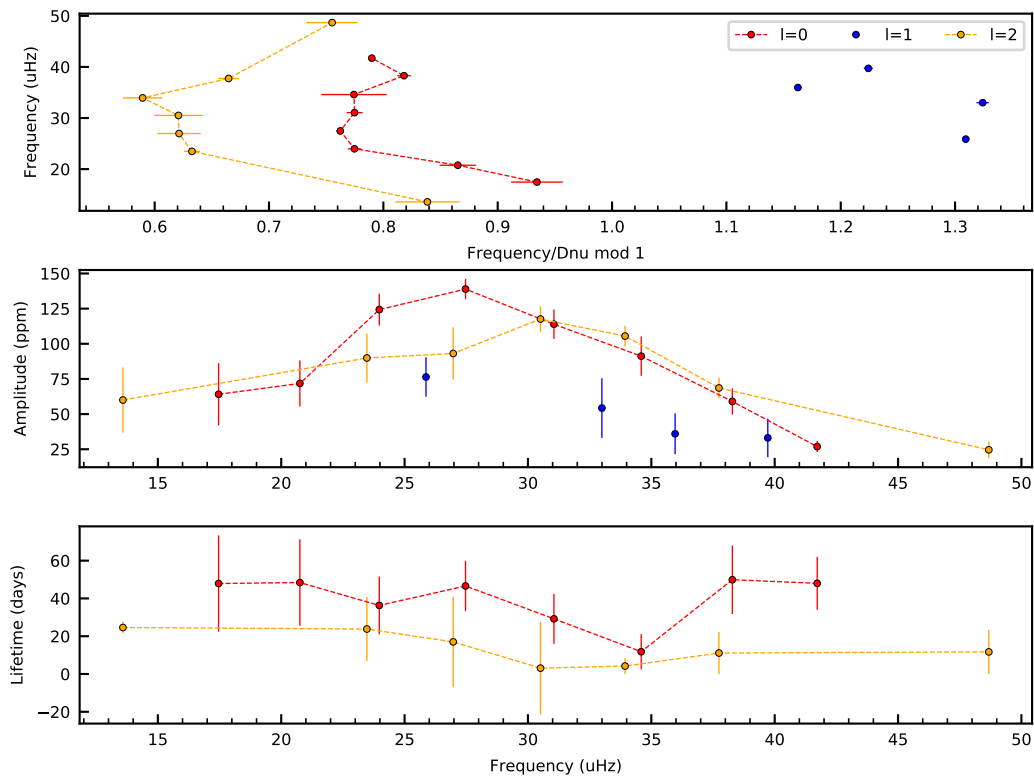 50
40
30
20
Frequency (uHz)
l=0 l=1 l=2
0.6 0.7 0.8 0.9 1.0 1.1 1.2 1.3
Frequency/Dnu mod 1
150
125
100
75
50
25
Amplitude (ppm)
15 20 25 30 35 40 45 50
60
40
20
0
−20
Lifetime (days)
15 20 25 30 35 40 45 50
Frequency (uHz)